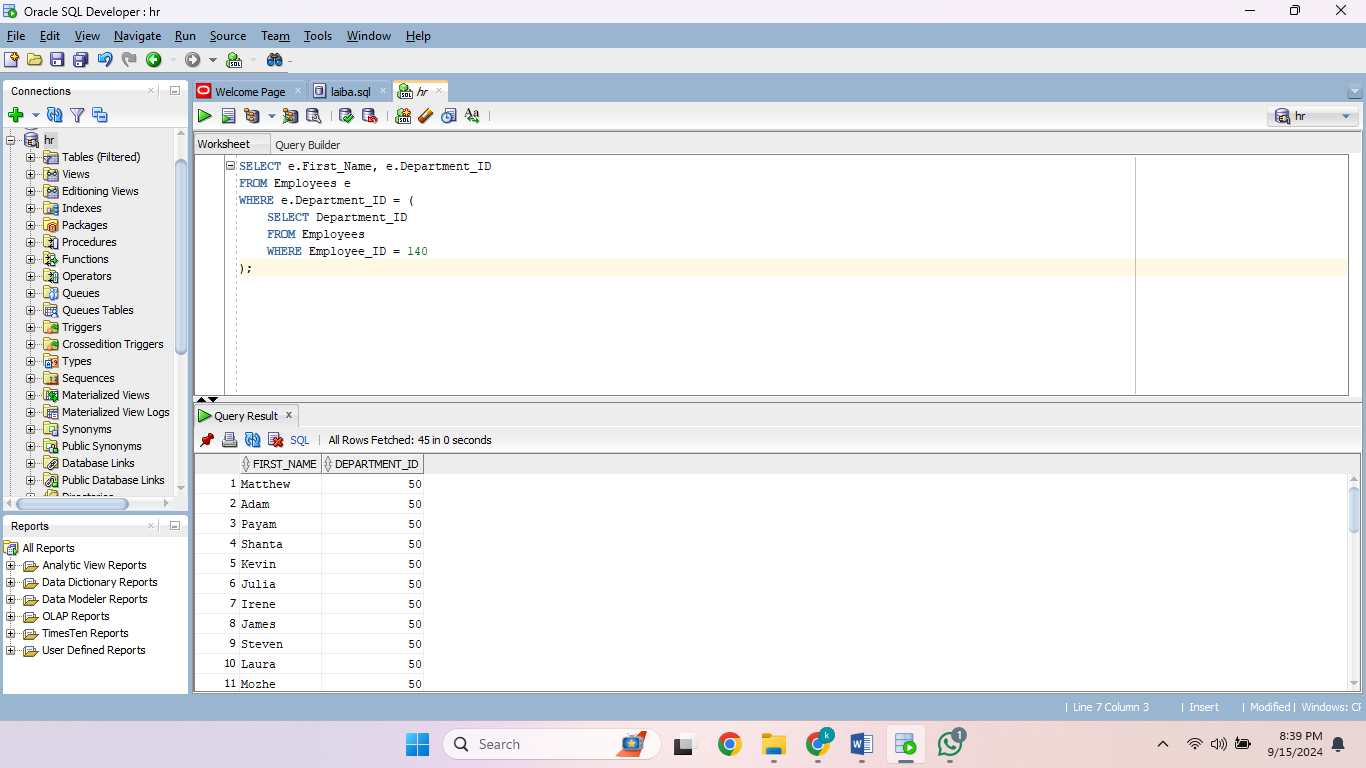 Oracle SQL Developer : hr
File Edit View Navigate Run Source Team Tools Window Help
Connections
hr
Tables (Filtered)
Views
Editioning Views
Indexes
Packages
Procedures
Functions
Operators
Queues
Queues Tables
Triggers
Crossedition Triggers
Types
Sequences
Materialized Views
Materialized View Logs
Synonyms
Public Synonyms
Database Links
Public Database Links
Reports
All Reports
Analytic View Reports
Data Dictionary Reports
Data Modeler Reports
OLAP Reports
TimesTen Reports
User Defined Reports
Welcome Page laiba.sql hr
hr
Worksheet Query Builder
SELECT e.First_Name, e.Department_ID
FROM Employees e
WHERE e.Department_ID = (
SELECT Department_ID
FROM Employees
WHERE Employee_ID = 140
);
Query Result
SQL | All Rows Fetched: 45 in 0 seconds
FIRST_NAME DEPARTMENT_ID
1 Matthew 50
2 Adam 50
3 Payam 50
4 Shanta 50
5 Kevin 50
6 Julia 50
7 Irene 50
8 James 50
9 Steven 50
10 Laura 50
11 Mozhe 50
| Line 7 Column 3 | Insert | Modified | Windows:
Search
k
1
8:39 PM
9/15/2024